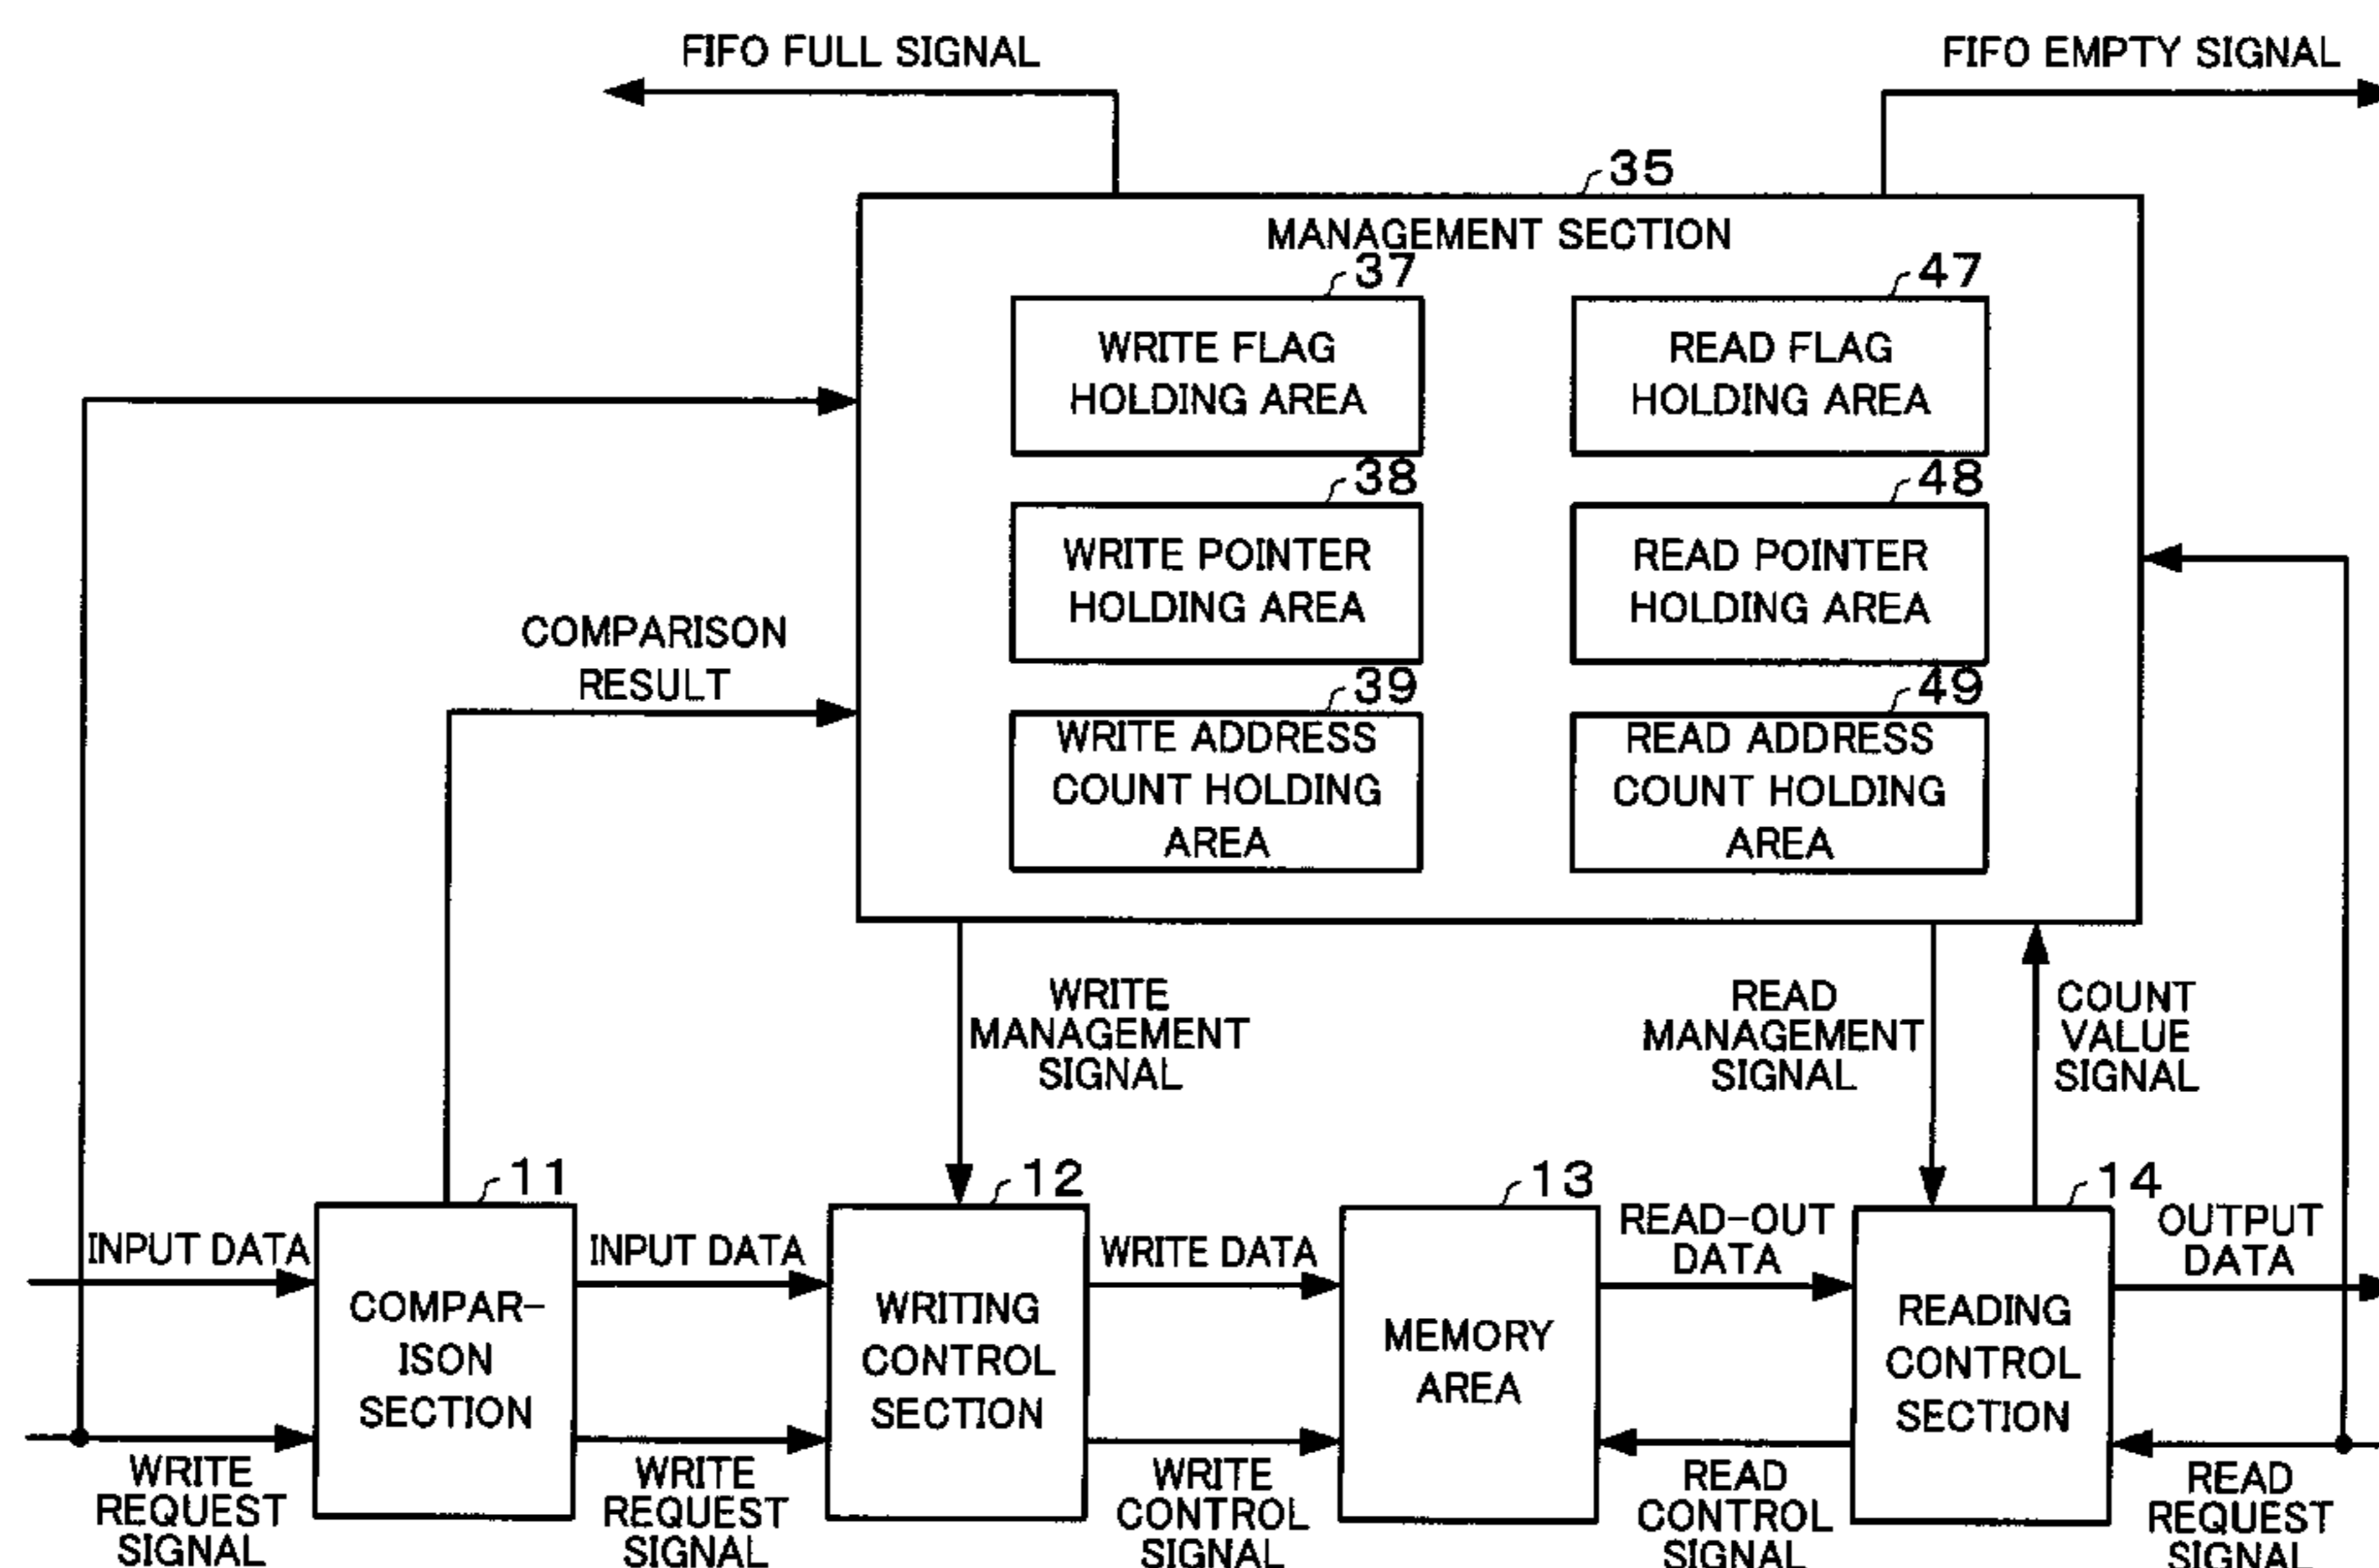 FIFO FULL SIGNAL
FIFO EMPTY SIGNAL
35
MANAGEMENT SECTION
37
WRITE FLAG
HOLDING AREA
47
READ FLAG
HOLDING AREA
38
WRITE POINTER
HOLDING AREA
48
READ POINTER
HOLDING AREA
39
WRITE ADDRESS
COUNT HOLDING
AREA
49
READ ADDRESS
COUNT HOLDING
AREA
COMPARISON
RESULT
WRITE
MANAGEMENT
SIGNAL
READ
MANAGEMENT
SIGNAL
COUNT
VALUE
SIGNAL
INPUT DATA
11
COMPAR-
ISON
SECTION
INPUT DATA
12
WRITING
CONTROL
SECTION
WRITE DATA
13
MEMORY
AREA
READ-OUT
DATA
14
READING
CONTROL
SECTION
OUTPUT
DATA
WRITE
REQUEST
SIGNAL
WRITE
REQUEST
SIGNAL
WRITE
CONTROL
SIGNAL
READ
CONTROL
SIGNAL
READ
REQUEST
SIGNAL